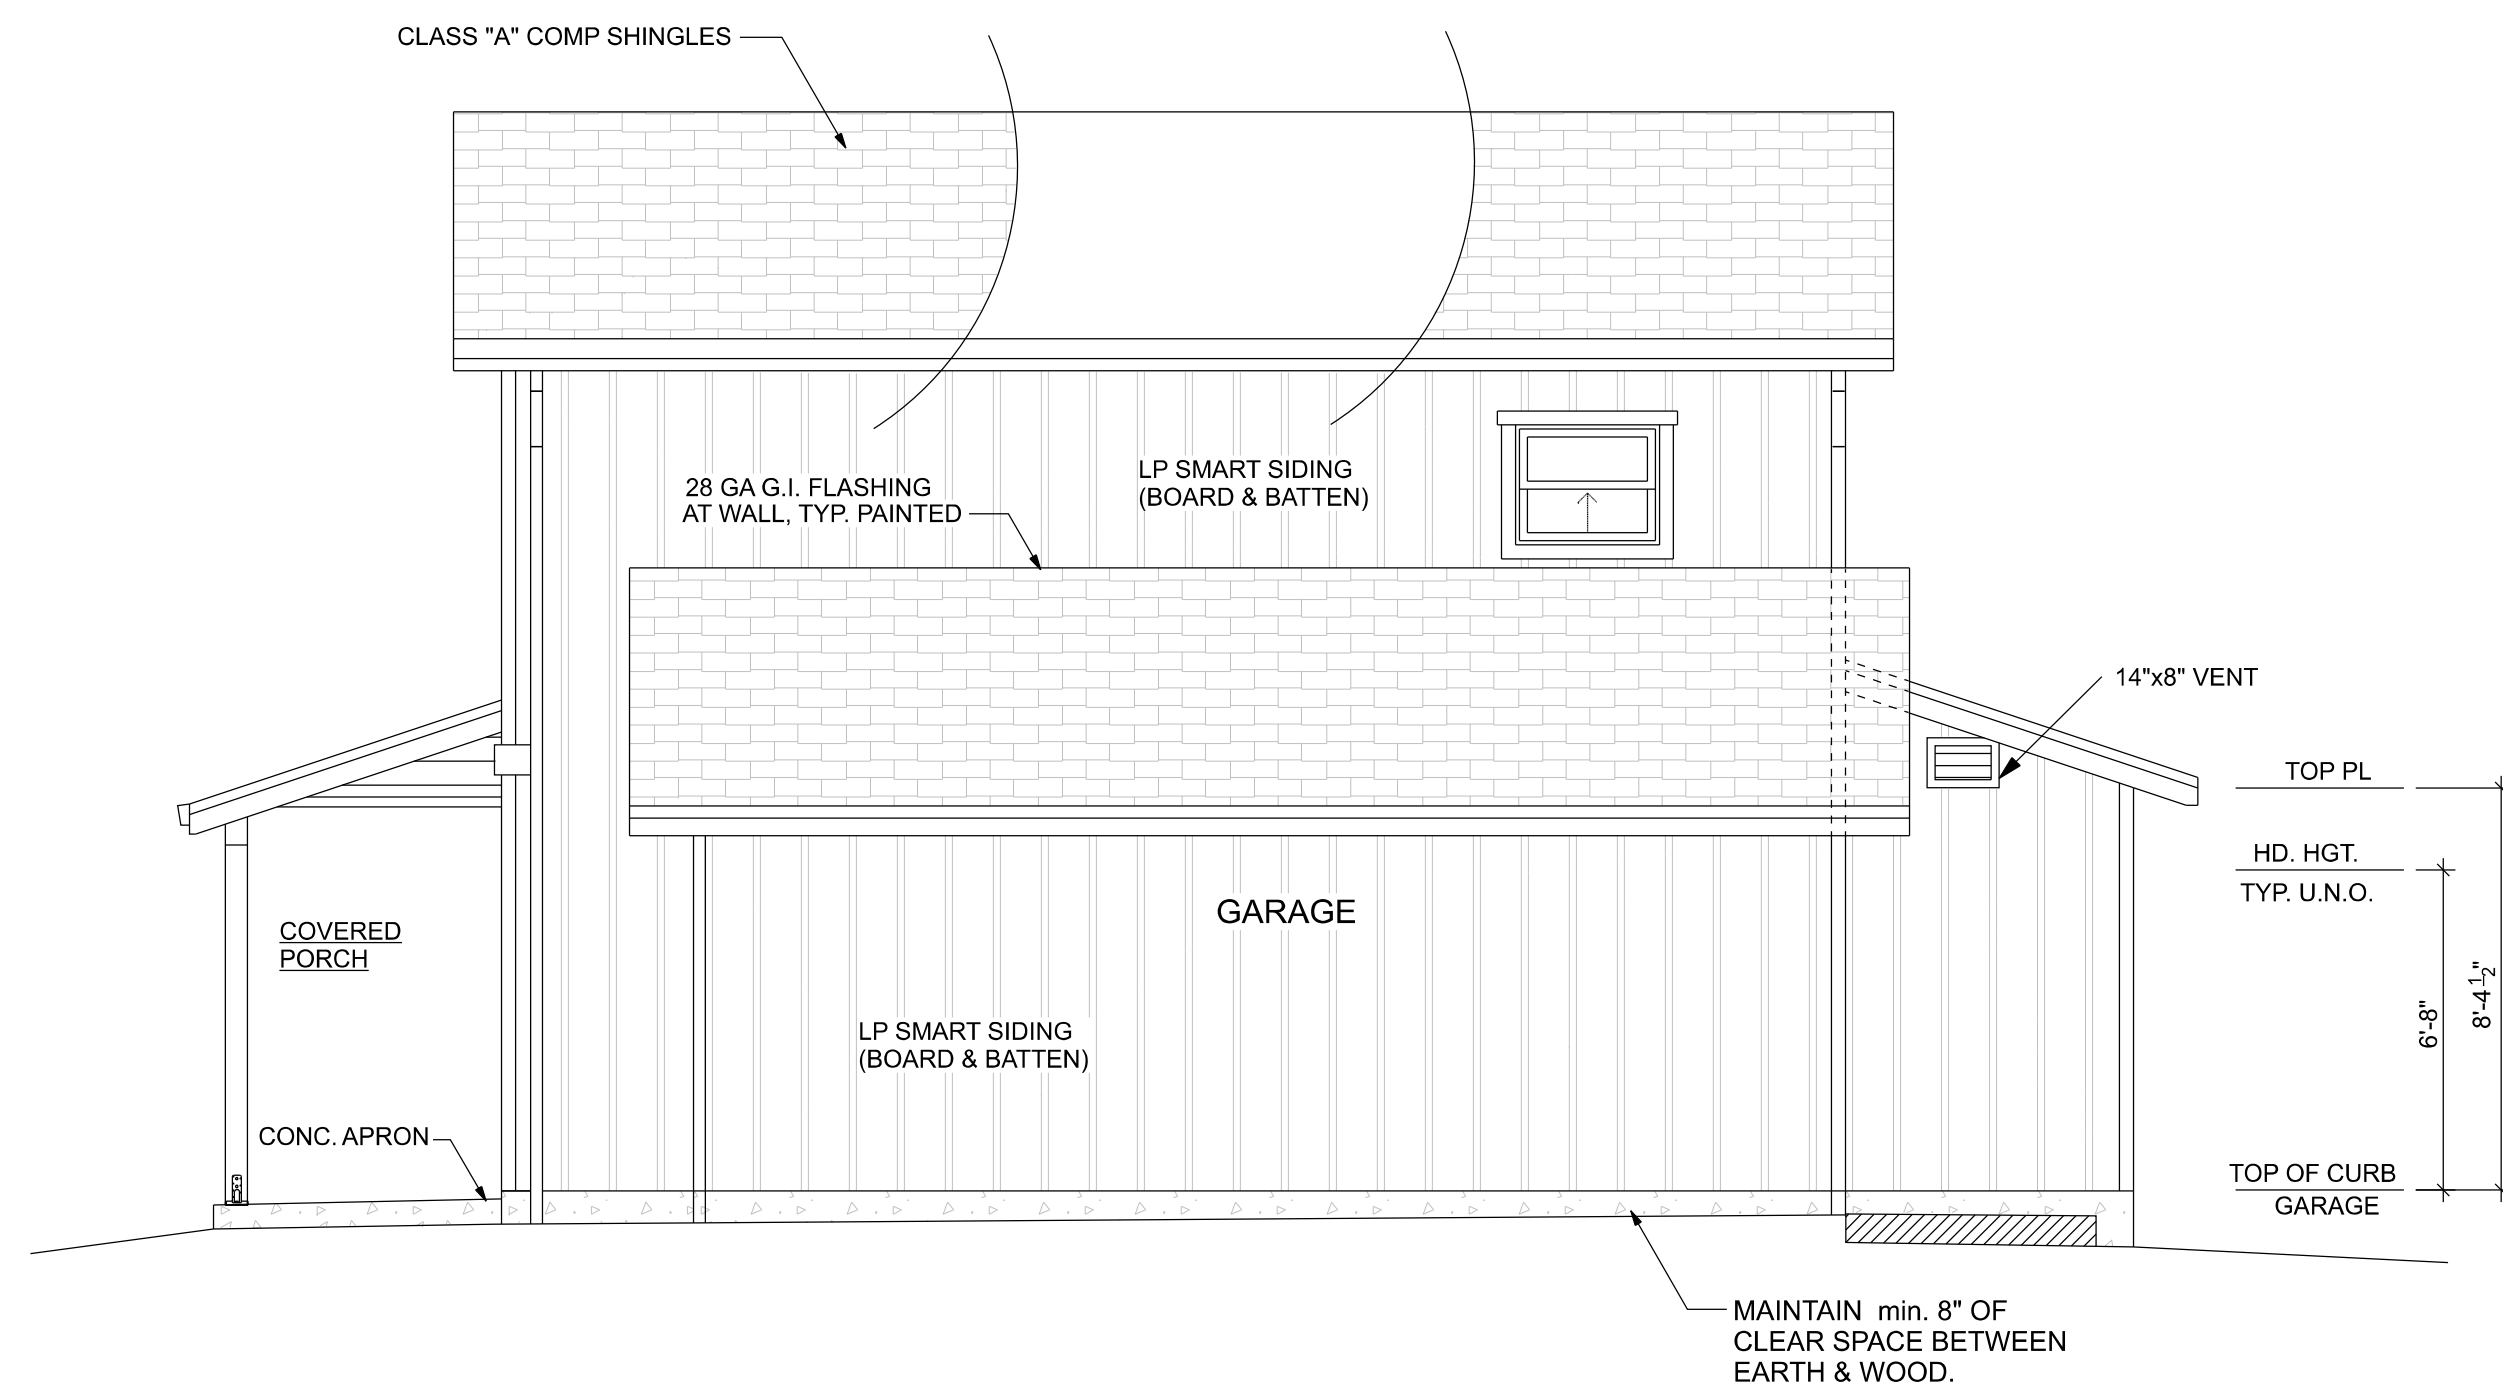 CLASS "A" COMP SHINGLES
28 GA G.I. FLASHING
AT WALL, TYP. PAINTED
LP SMART SIDING
(BOARD & BATTEN)
14"x8" VENT
TOP PL
HD. HGT.
TYP. U.N.O.
GARAGE
COVERED
PORCH
6'-8"
8'-4 1/2"
LP SMART SIDING
(BOARD & BATTEN)
CONC. APRON
TOP OF CURB
GARAGE
MAINTAIN min. 8" OF
CLEAR SPACE BETWEEN
EARTH & WOOD.